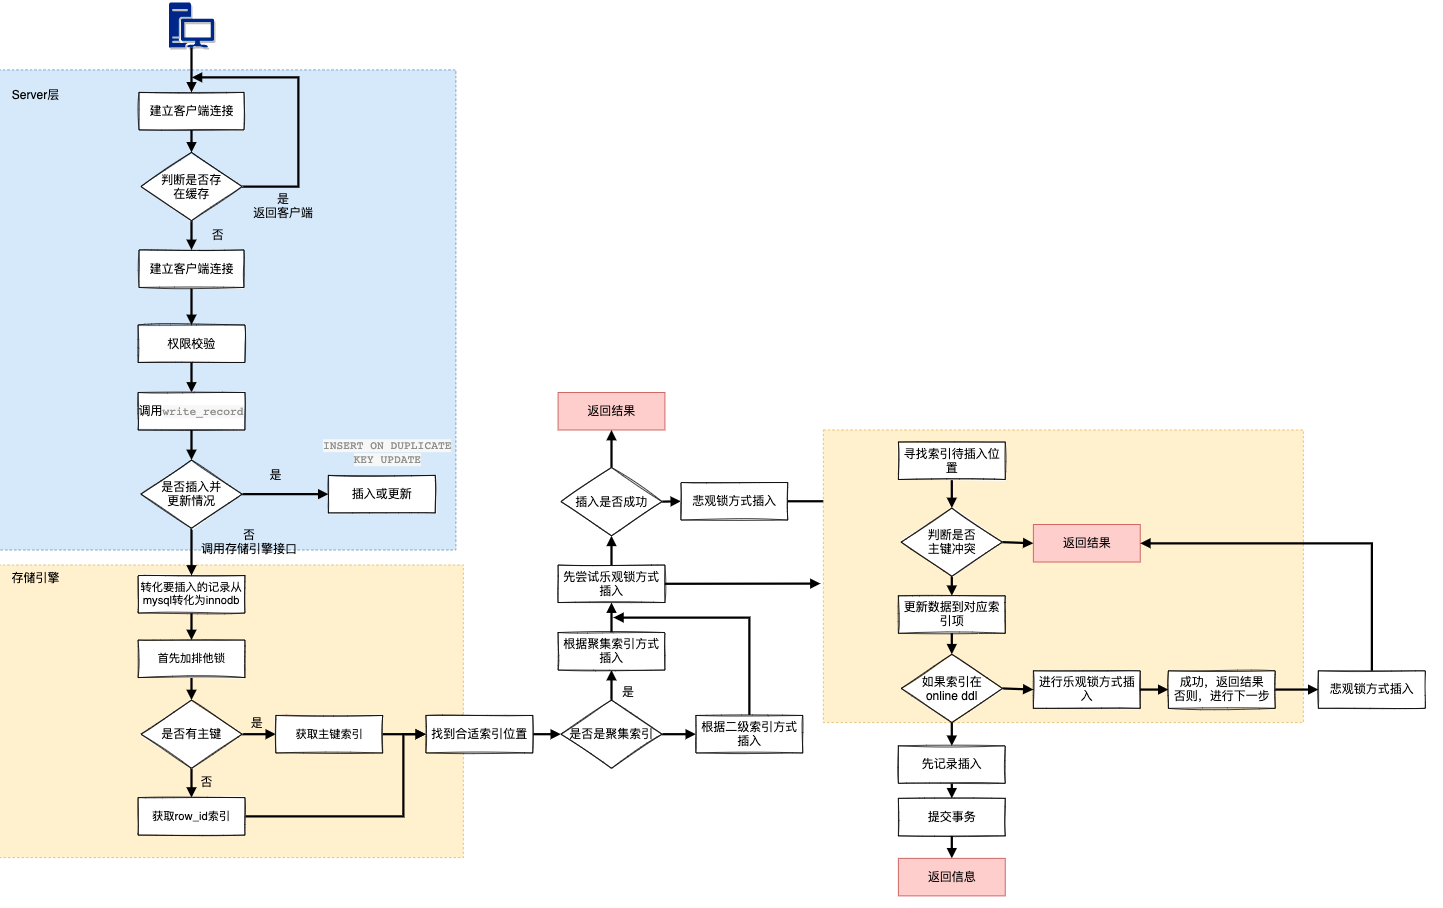 Server层
建立客户端连接
判断是否存
在缓存
是
返回客户端
否
建立客户端连接
权限校验
调用write_record
INSERT ON DUPLICATE
KEY UPDATE
是否插入并
更新情况
是
插入或更新
否
调用存储引擎接口
存储引擎
转化要插入的记录从
mysql转化为innodb
首先加排他锁
是否有主键
是
获取主键索引
否
获取row_id索引
找到合适索引位置
是否是聚集索引
是
根据二级索引方式
插入
根据聚集索引方式
插入
先尝试乐观锁方式
插入
插入是否成功
悲观锁方式插入
返回结果
寻找索引待插入位
置
判断是否
主键冲突
返回结果
更新数据到对应索
引项
如果索引在
online ddl
进行乐观锁方式插
入
成功，返回结果
否则，进行下一步
悲观锁方式插入
先记录插入
提交事务
返回信息